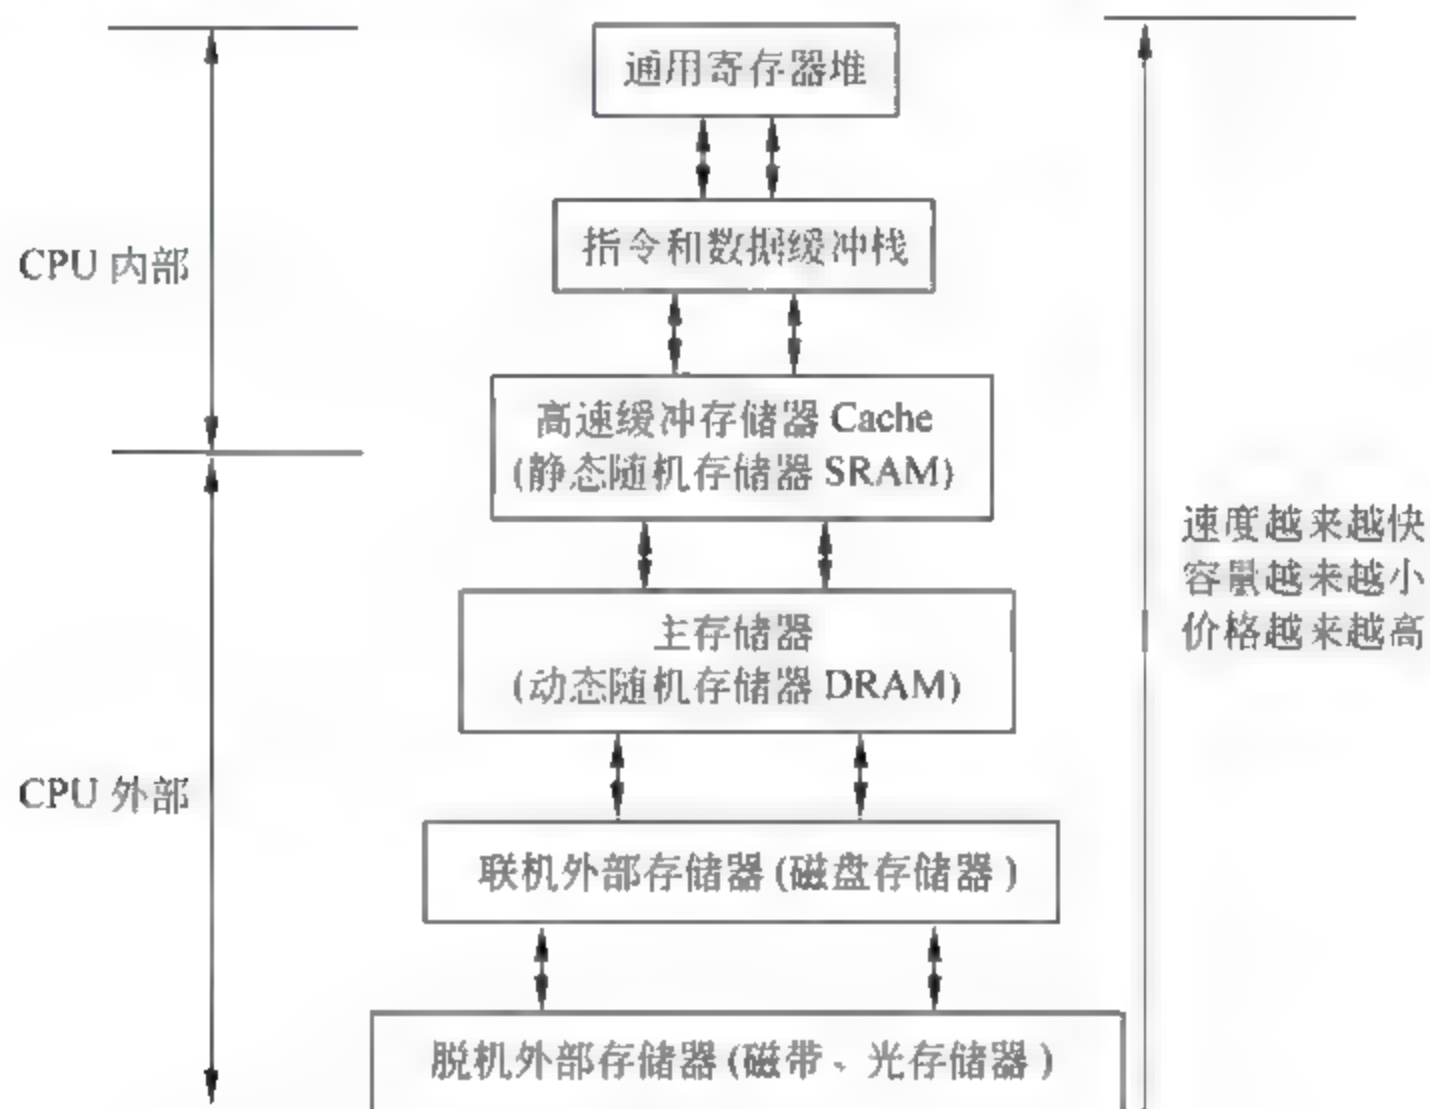 通用寄存器堆
指令和数据缓冲栈
CPU 内部
高速缓冲存储器 Cache
(静态随机存储器 SRAM)
速度越来越快
容量越来越小
价格越来越高
主存储器
(动态随机存储器 DRAM)
CPU 外部
联机外部存储器 (磁盘存储器)
脱机外部存储器 (磁带、光存储器)